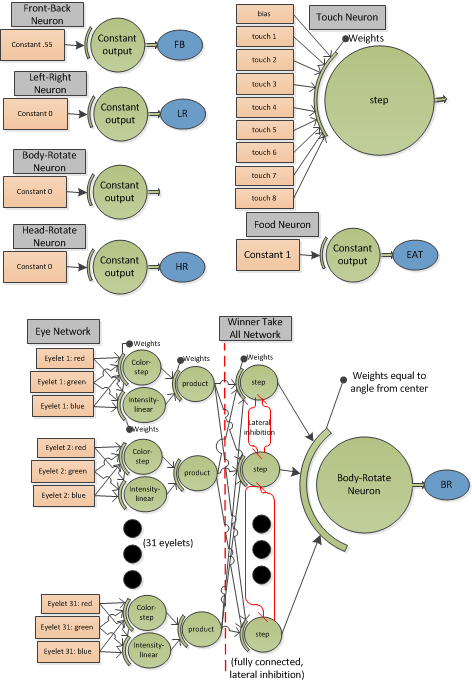 Front-Back
Neuron
Constant .55
Constant
output
FB
Left-Right
Neuron
Constant 0
Constant
output
LR
Body-Rotate
Neuron
Constant 0
Constant
output
Head-Rotate
Neuron
Constant 0
Constant
output
HR
Touch Neuron
bias
touch 1
touch 2
touch 3
touch 4
touch 5
touch 6
touch 7
touch 8
Weights
step
Food Neuron
Constant 1
Constant
output
EAT
Eye Network
Winner Take
All Network
Eyelet 1: red
Eyelet 1: green
Eyelet 1: blue
Weights
Color-
step
Intensity-
linear
Weights
product
Weights
step
Weights equal to
angle from center
Lateral
inhibition
Eyelet 2: red
Eyelet 2: green
Eyelet 2: blue
Weights
Color-
step
Intensity-
linear
product
step
Body-Rotate
Neuron
BR
(31 eyelets)
Eyelet 31: red
Eyelet 31: green
Eyelet 31: blue
Color-
step
Intensity-
linear
product
step
(fully connected,
lateral inhibition)